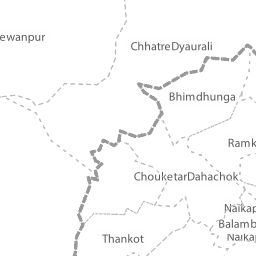 ewanpur
ChhatreDyaurali
Bhimdhunga
Ramk
ChouketarDahachok
Naikap
Balamb
Naikap
Thankot